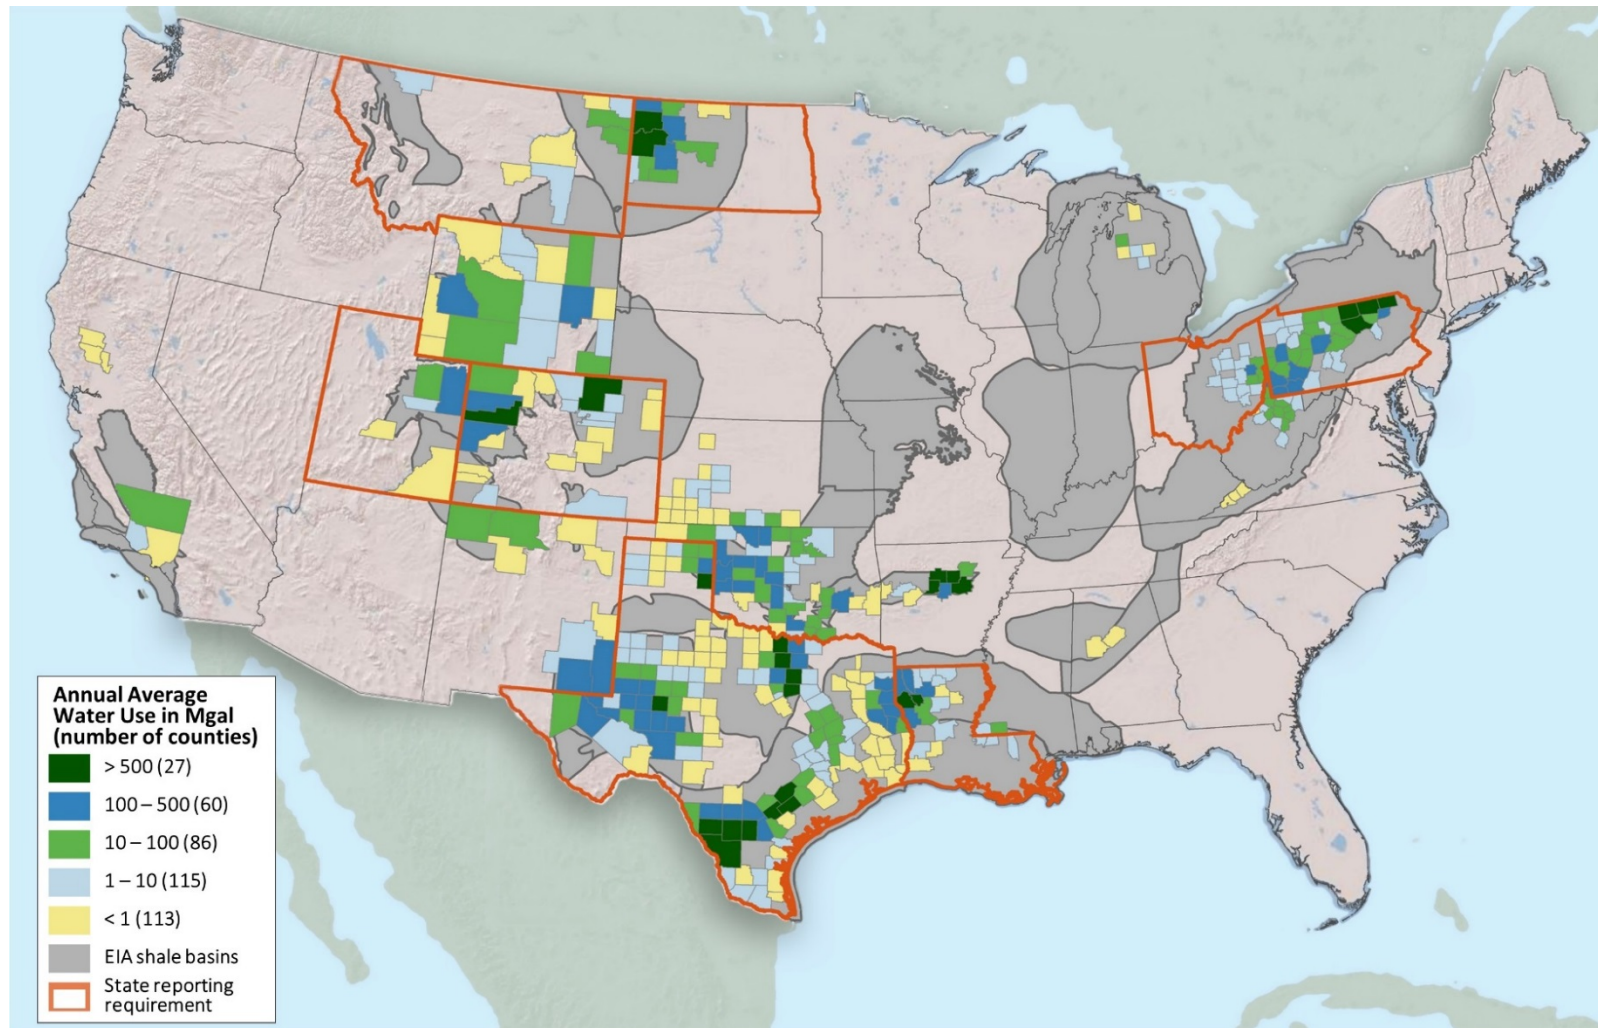 Annual Average
Water Use in Mgal
(number of counties)
> 500 (27)
100 – 500 (60)
10 – 100 (86)
1 – 10 (115)
< 1 (113)
EIA shale basins
State reporting
requirement